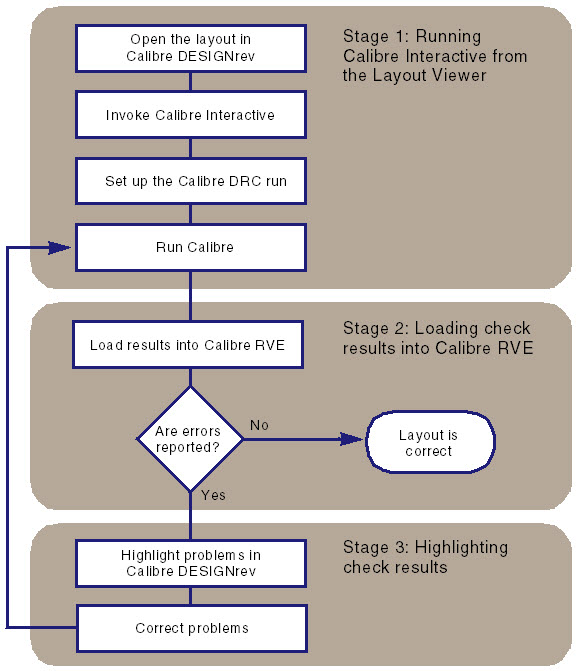 Open the layout in
Calibre DESIGNrev
Stage 1: Running
Calibre Interactive from
the Layout Viewer
Invoke Calibre Interactive
Set up the Calibre DRC run
Run Calibre
Stage 2: Loading check
results into Calibre RVE
Load results into Calibre RVE
Are errors
reported?
No
Layout is
correct
Yes
Stage 3: Highlighting
check results
Highlight problems in
Calibre DESIGNrev
Correct problems